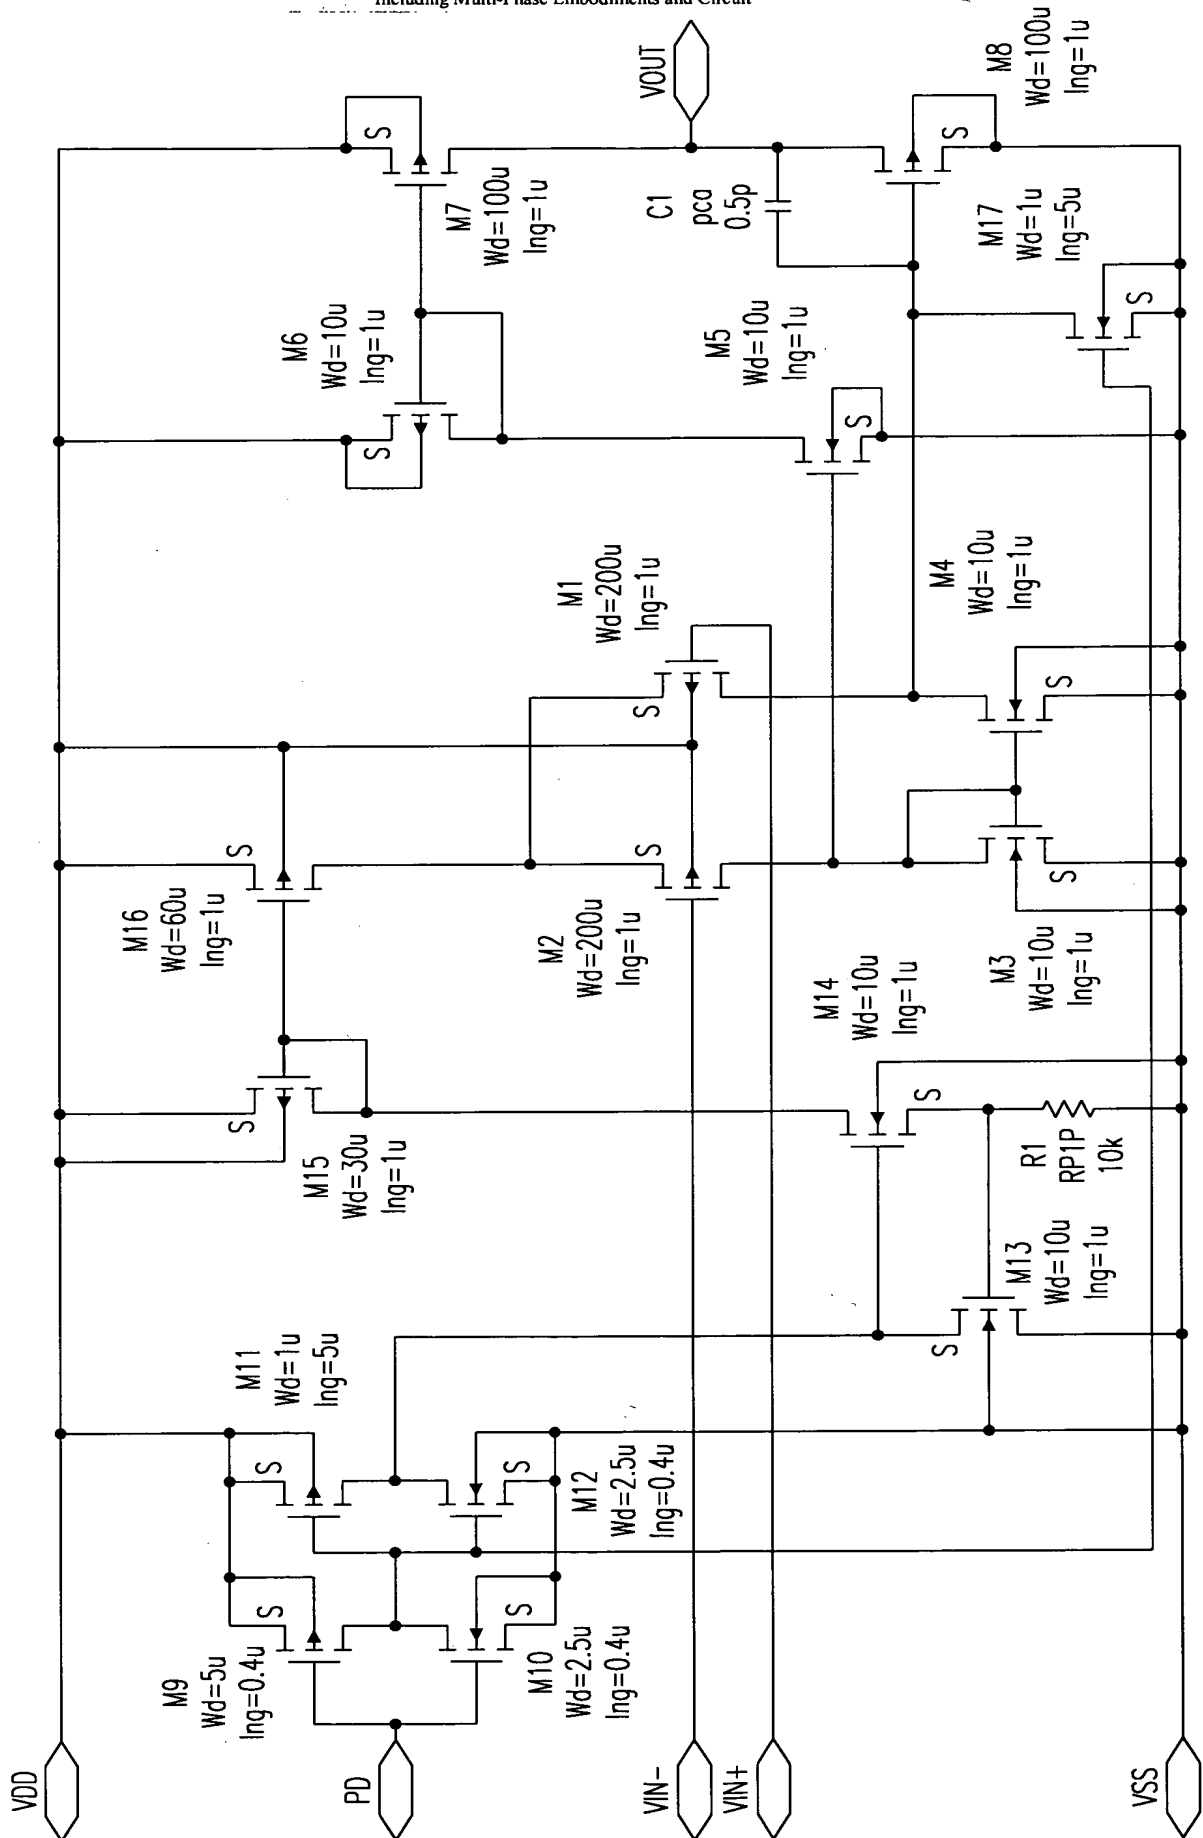 Including Multi-Phase Embodiments and Circuit
VDD
PD
VIN-
VIN+
VSS
VOUT
M9
Wd=5u
lng=0.4u
S
M10
Wd=2.5u
lng=0.4u
S
M11
Wd=1u
lng=5u
S
M12
Wd=2.5u
lng=0.4u
S
M15
Wd=30u
lng=1u
S
M16
Wd=60u
lng=1u
S
M13
Wd=10u
lng=1u
S
M14
Wd=10u
lng=1u
S
R1
RP1P
10k
M2
Wd=200u
lng=1u
S
M1
Wd=200u
lng=1u
S
M3
Wd=10u
lng=1u
S
M4
Wd=10u
lng=1u
S
M6
Wd=10u
lng=1u
S
M5
Wd=10u
lng=1u
S
M7
Wd=100u
lng=1u
S
C1
pca
0.5p
M17
Wd=1u
lng=5u
S
M8
Wd=100u
lng=1u
S